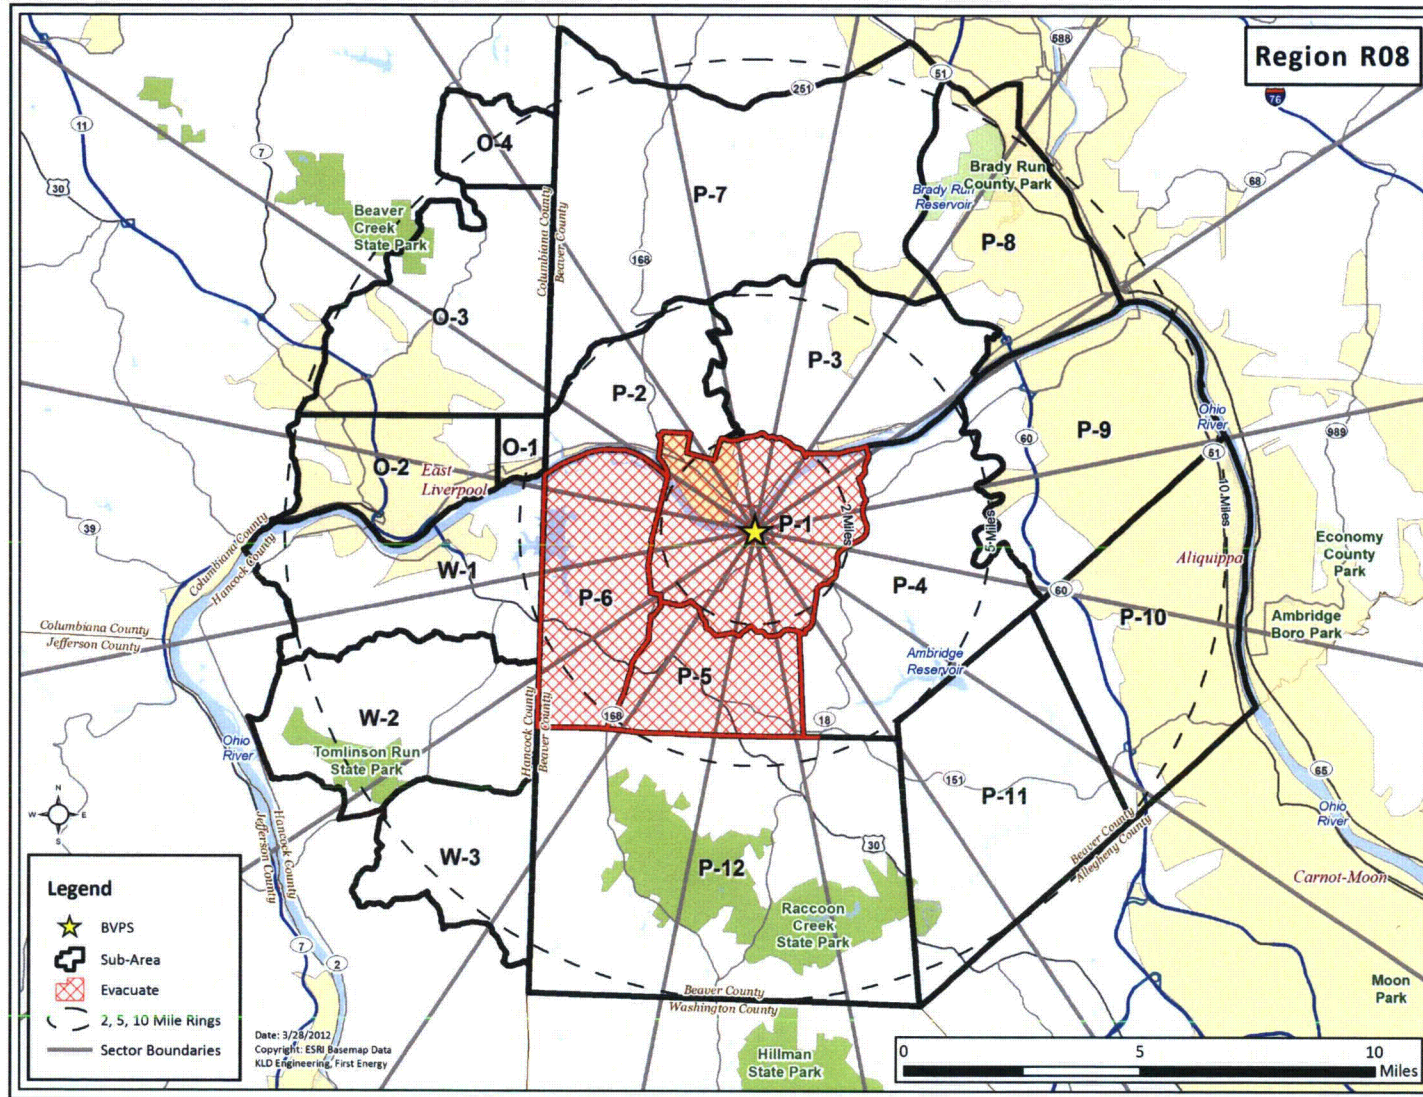 Region R08
588
51
251
76
11
7
30
O-4
Brady Run
County Park
Brady Run
Reservoir
68
P-7
Columbiana County
Beaver County
Beaver
Creek
State Park
P-8
168
O-3
P-3
P-2
Ohio
River
P-9
60
989
51
O-1
O-2
East
Liverpool
10 Miles
39
P-1
2 Miles
5 Miles
Columbiana County
Hancock County
Aliquippa
Economy
County
Park
W-1
P-6
P-4
60
P-10
Ambridge
Boro Park
Columbiana County
Jefferson County
Ambridge
Reservoir
P-5
W-2
168
18
Hancock County
Beaver County
Ohio
River
Tomlinson Run
State Park
65
151
P-11
Ohio
River
Hancock County
Jefferson County
30
Beaver County
Allegheny County
W-3
P-12
Carnot-Moon
Raccoon
Creek
State Park
7
2
Beaver County
Washington County
Moon
Park
Hillman
State Park
N
W
E
S
Legend
BVPS
Sub-Area
Evacuate
2, 5, 10 Mile Rings
Sector Boundaries
Date: 3/28/2012
Copyright: ESRI Basemap Data
KLD Engineering, First Energy
0
5
10
Miles